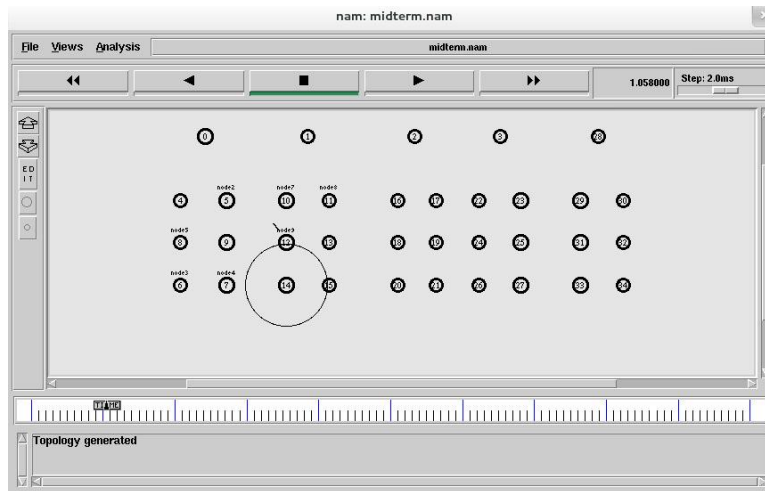 nam: midterm.nam
File Views Analysis midterm.nam
1.058000 Step: 2.0ms
0 1 2 3 28
ED
IT
node2 node7 node8
4 5 10 11 16 17 22 23 29 30
node5 node9
8 9 12 13 18 19 24 25 31 32
node3 node4
6 7 14 15 20 21 26 27 33 34
TIME
Topology generated